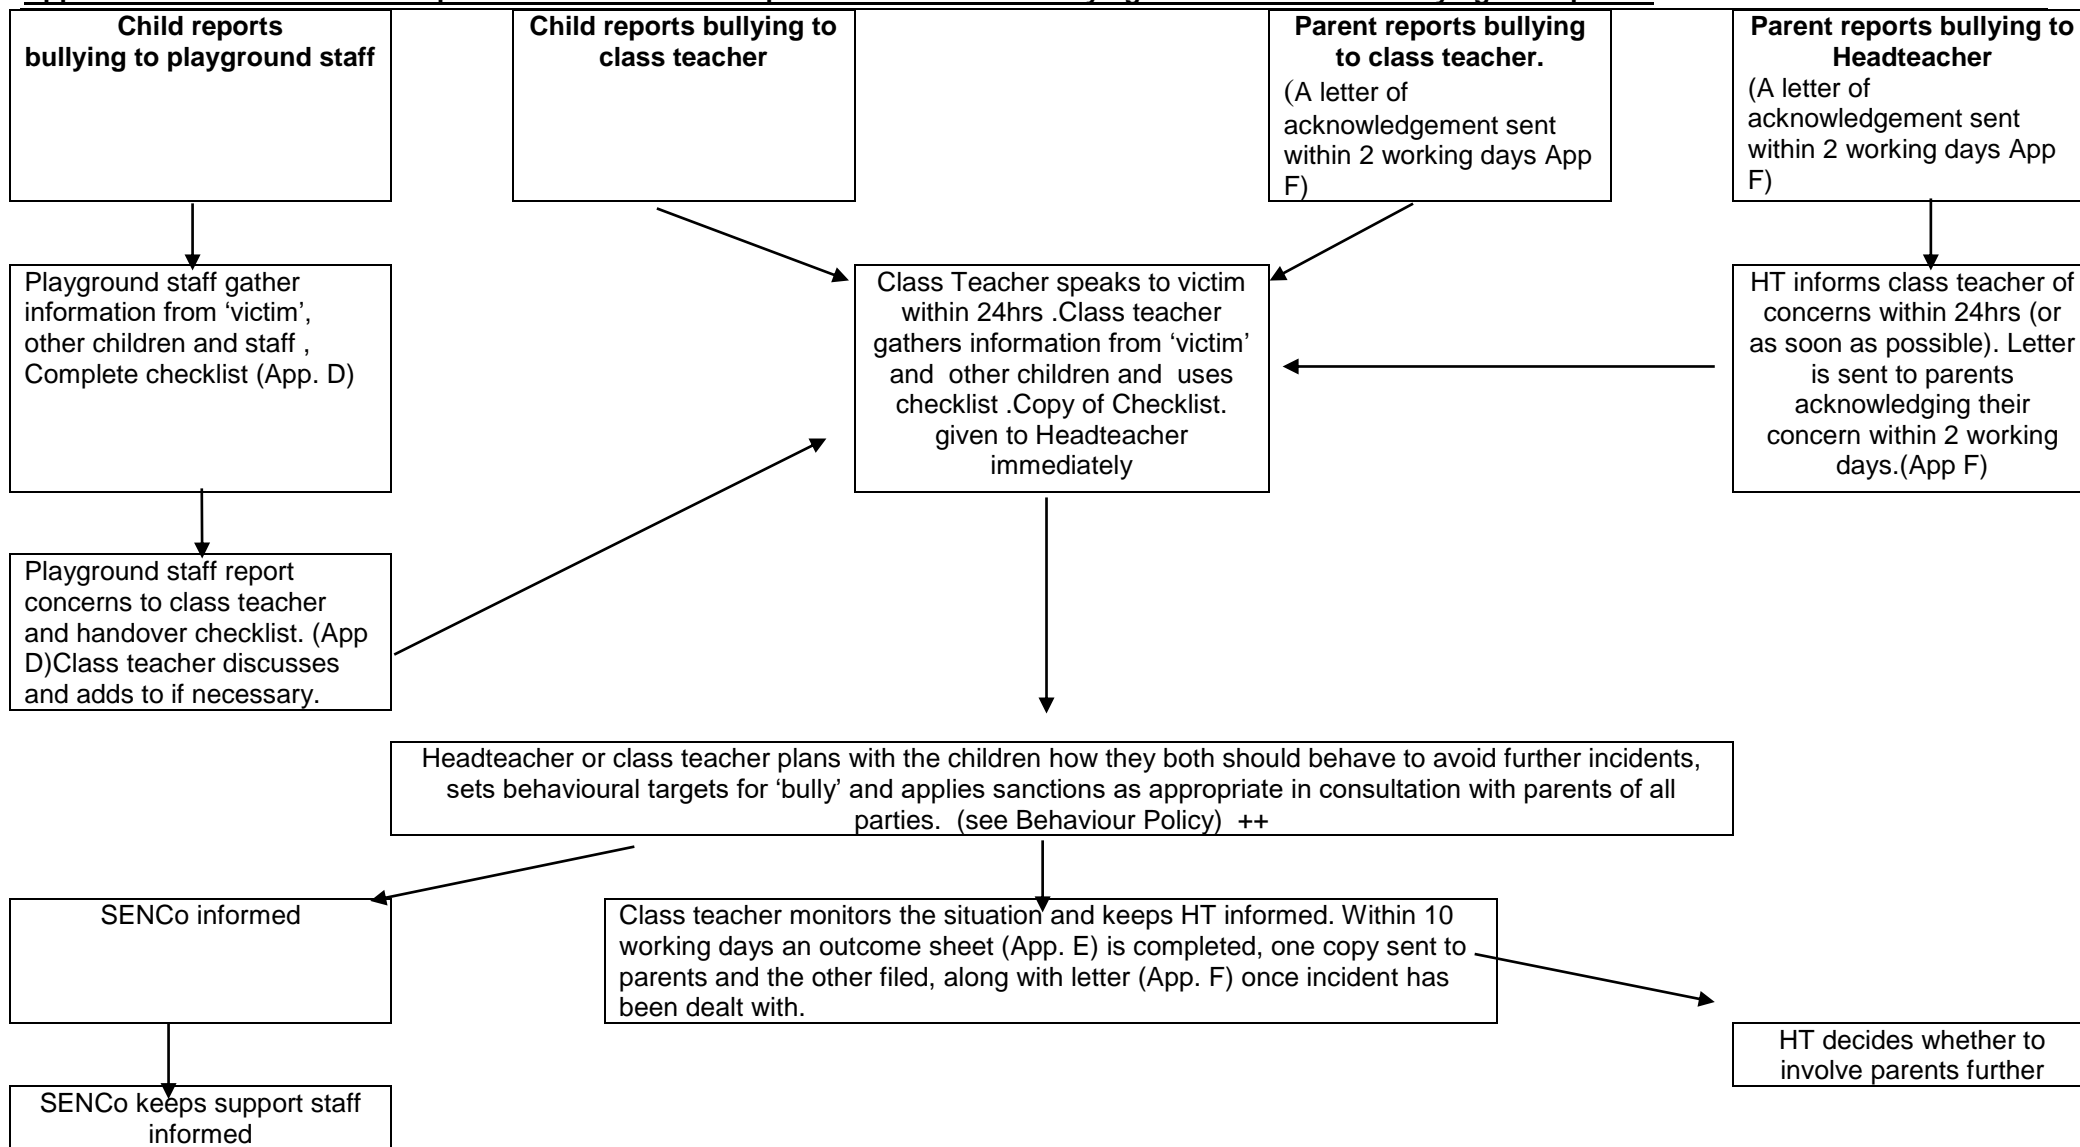 Child reports
bullying to playground staff
Child reports bullying to
class teacher
Parent reports bullying
to class teacher.
(A letter of
acknowledgement sent
within 2 working days App
F)
Parent reports bullying to
Headteacher
(A letter of
acknowledgement sent
within 2 working days App
F)
Playground staff gather
information from ‘victim’,
other children and staff ,
Complete checklist (App. D)
Class Teacher speaks to victim
within 24hrs .Class teacher
gathers information from ‘victim’
and other children and uses
checklist .Copy of Checklist.
given to Headteacher
immediately
HT informs class teacher of
concerns within 24hrs (or
as soon as possible). Letter
is sent to parents
acknowledging their
concern within 2 working
days.(App F)
Playground staff report
concerns to class teacher
and handover checklist. (App
D)Class teacher discusses
and adds to if necessary.
Headteacher or class teacher plans with the children how they both should behave to avoid further incidents,
sets behavioural targets for ‘bully’ and applies sanctions as appropriate in consultation with parents of all
parties. (see Behaviour Policy) ++
SENCo informed
Class teacher monitors the situation and keeps HT informed. Within 10
working days an outcome sheet (App. E) is completed, one copy sent to
parents and the other filed, along with letter (App. F) once incident has
been dealt with.
HT decides whether to
involve parents further
SENCo keeps support staff
informed